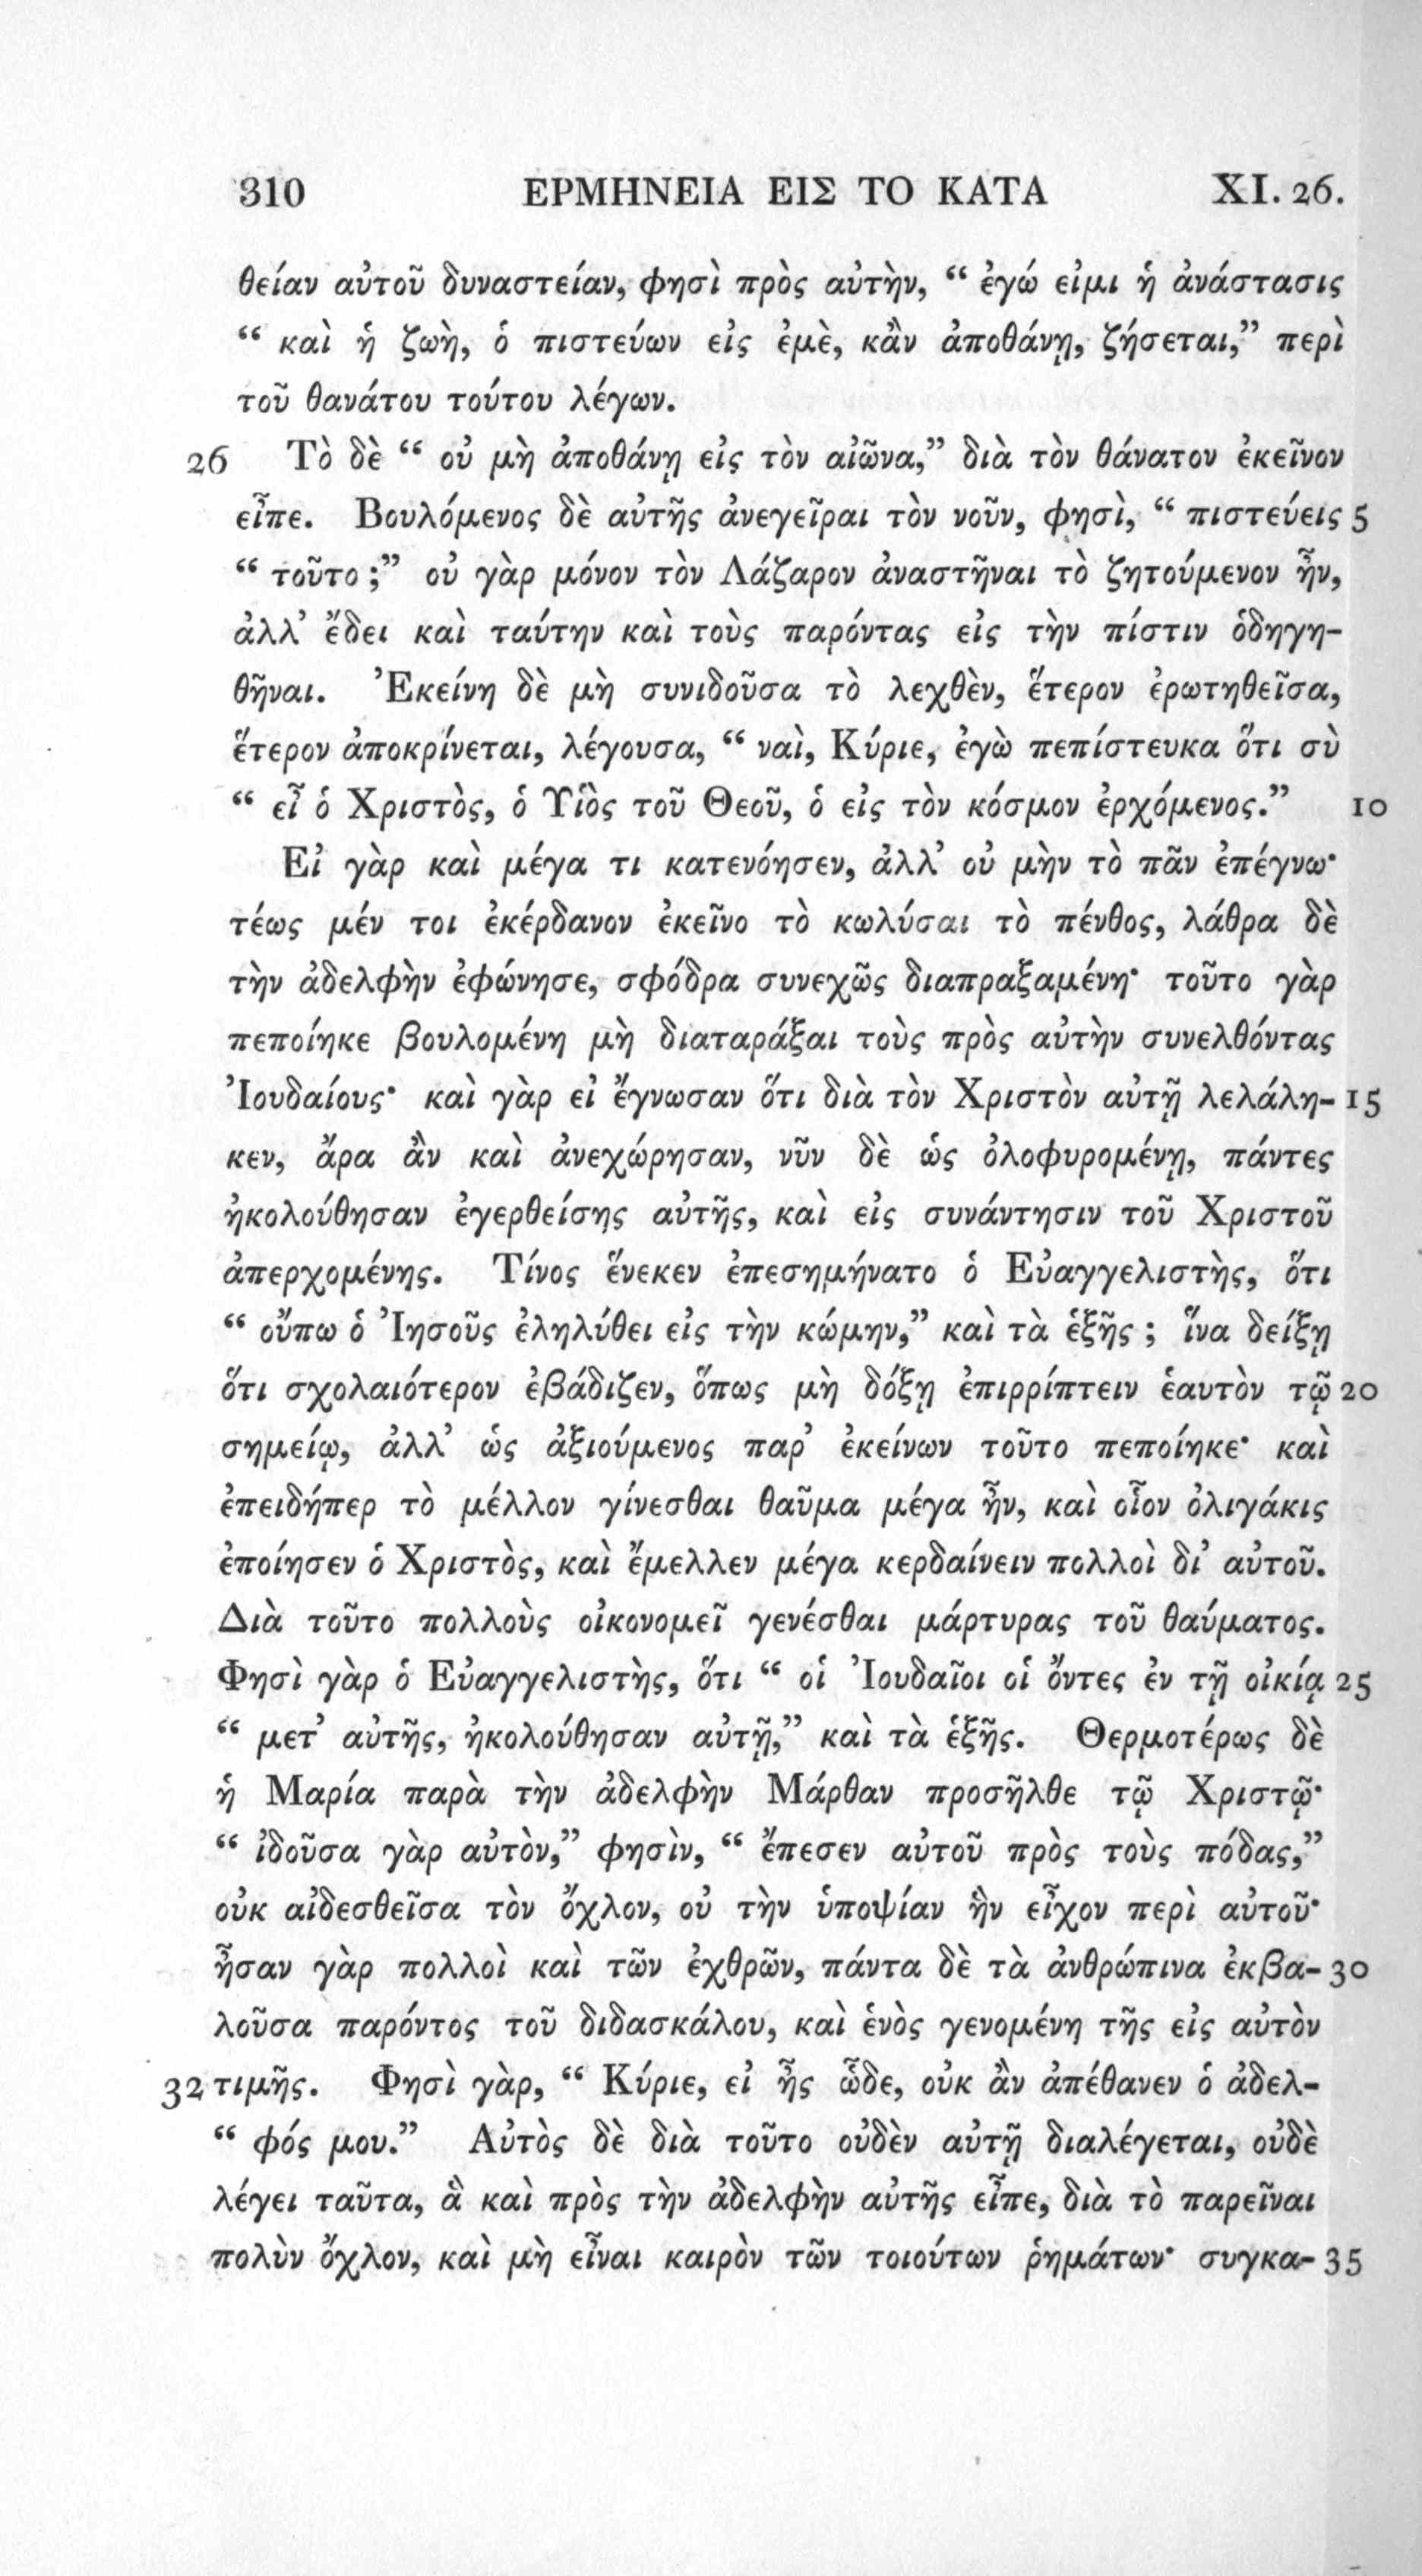 310 ΕΡΜΗΝΕΙΑ ΕΙΣ ΤΟ ΚΑΤΑ XI. 26.
θείαν αὐτοῦ δυναστείαν, φησὶ πρὸς αὐτὴν, “ ἐγώ εἰμι ἡ ἀνάστασις
“ καὶ ἡ ζωὴ, ὁ πιστεύων εἰς ἐμὲ, κἂν ἀποθάνῃ, ζήσεται,” περὶ
τοῦ θανάτου τούτου λέγων.
26 Τὸ δὲ “ οὐ μὴ ἀποθάνῃ εἰς τὸν αἰῶνα,” διὰ τὸν θάνατον ἐκεῖνον
εἶπε. Βουλόμενος δὲ αὐτῆς ἀνεγεῖραι τὸν νοῦν, φησὶ, “ πιστεύεις 5
“ τοῦτο ;” οὐ γὰρ μόνον τὸν Λάζαρον ἀναστῆναι τὸ ζητούμενον ἦν,
ἀλλ’ ἔδει καὶ ταύτην καὶ τοὺς παρόντας εἰς τὴν πίστιν ὁδηγη-
θῆναι. Ἐκείνη δὲ μὴ συνιδοῦσα τὸ λεχθὲν, ἕτερον ἐρωτηθεῖσα,
ἕτερον ἀποκρίνεται, λέγουσα, “ ναὶ, Κύριε, ἐγὼ πεπίστευκα ὅτι σὺ
“ εἶ ὁ Χριστὸς, ὁ Υἱὸς τοῦ Θεοῦ, ὁ εἰς τὸν κόσμον ἐρχόμενος.” 10
Εἰ γὰρ καὶ μέγα τι κατενόησεν, ἀλλ’ οὐ μὴν τὸ πᾶν ἐπέγνω·
τέως μέν τοι ἐκέρδανον ἐκεῖνο τὸ κωλύσαι τὸ πένθος, λάθρα δὲ
τὴν ἀδελφὴν ἐφώνησε, σφόδρα συνεχῶς διαπραξαμένη· τοῦτο γὰρ
πεποίηκε βουλομένη μὴ διαταράξαι τοὺς πρὸς αὐτὴν συνελθόντας
Ἰουδαίους· καὶ γὰρ εἰ ἔγνωσαν ὅτι διὰ τὸν Χριστὸν αὐτῇ λελάλη- 15
κεν, ἄρα ἂν καὶ ἀνεχώρησαν, νῦν δὲ ὡς ὀλοφυρομένῃ, πάντες
ἠκολούθησαν ἐγερθείσης αὐτῆς, καὶ εἰς συνάντησιν τοῦ Χριστοῦ
ἀπερχομένης. Τίνος ἕνεκεν ἐπεσημήνατο ὁ Εὐαγγελιστὴς, ὅτι
“ οὔπω ὁ Ἰησοῦς ἐληλύθει εἰς τὴν κώμην,” καὶ τὰ ἑξῆς ; ἵνα δείξῃ
ὅτι σχολαιότερον ἐβάδιζεν, ὅπως μὴ δόξῃ ἐπιρρίπτειν ἑαυτὸν τῷ 20
σημείῳ, ἀλλ’ ὡς ἀξιούμενος παρ’ ἐκείνων τοῦτο πεποίηκε· καὶ
ἐπειδήπερ τὸ μέλλον γίνεσθαι θαῦμα μέγα ἦν, καὶ οἷον ὀλιγάκις
ἐποίησεν ὁ Χριστὸς, καὶ ἔμελλεν μέγα κερδαίνειν πολλοὶ δι’ αὐτοῦ.
Διὰ τοῦτο πολλοὺς οἰκονομεῖ γενέσθαι μάρτυρας τοῦ θαύματος.
Φησὶ γὰρ ὁ Εὐαγγελιστὴς, ὅτι “ οἱ Ἰουδαῖοι οἱ ὄντες ἐν τῇ οἰκίᾳ 25
“ μετ’ αὐτῆς, ἠκολούθησαν αὐτῇ,” καὶ τὰ ἑξῆς. Θερμοτέρως δὲ
ἡ Μαρία παρὰ τὴν ἀδελφὴν Μάρθαν προσῆλθε τῷ Χριστῷ·
“ ἰδοῦσα γὰρ αὐτὸν,” φησὶν, “ ἔπεσεν αὐτοῦ πρὸς τοὺς πόδας,”
οὐκ αἰδεσθεῖσα τὸν ὄχλον, οὐ τὴν ὑποψίαν ἣν εἶχον περὶ αὐτοῦ·
ἦσαν γὰρ πολλοὶ καὶ τῶν ἐχθρῶν, πάντα δὲ τὰ ἀνθρώπινα ἐκβα- 30
λοῦσα παρόντος τοῦ διδασκάλου, καὶ ἑνὸς γενομένη τῆς εἰς αὐτὸν
32 τιμῆς. Φησὶ γὰρ, “ Κύριε, εἰ ἦς ὧδε, οὐκ ἂν ἀπέθανεν ὁ ἀδελ-
“ φός μου.” Αὐτὸς δὲ διὰ τοῦτο οὐδὲν αὐτῇ διαλέγεται, οὐδὲ
λέγει ταῦτα, ἃ καὶ πρὸς τὴν ἀδελφὴν αὐτῆς εἶπε, διὰ τὸ παρεῖναι
πολὺν ὄχλον, καὶ μὴ εἶναι καιρὸν τῶν τοιούτων ῥημάτων· συγκα- 35